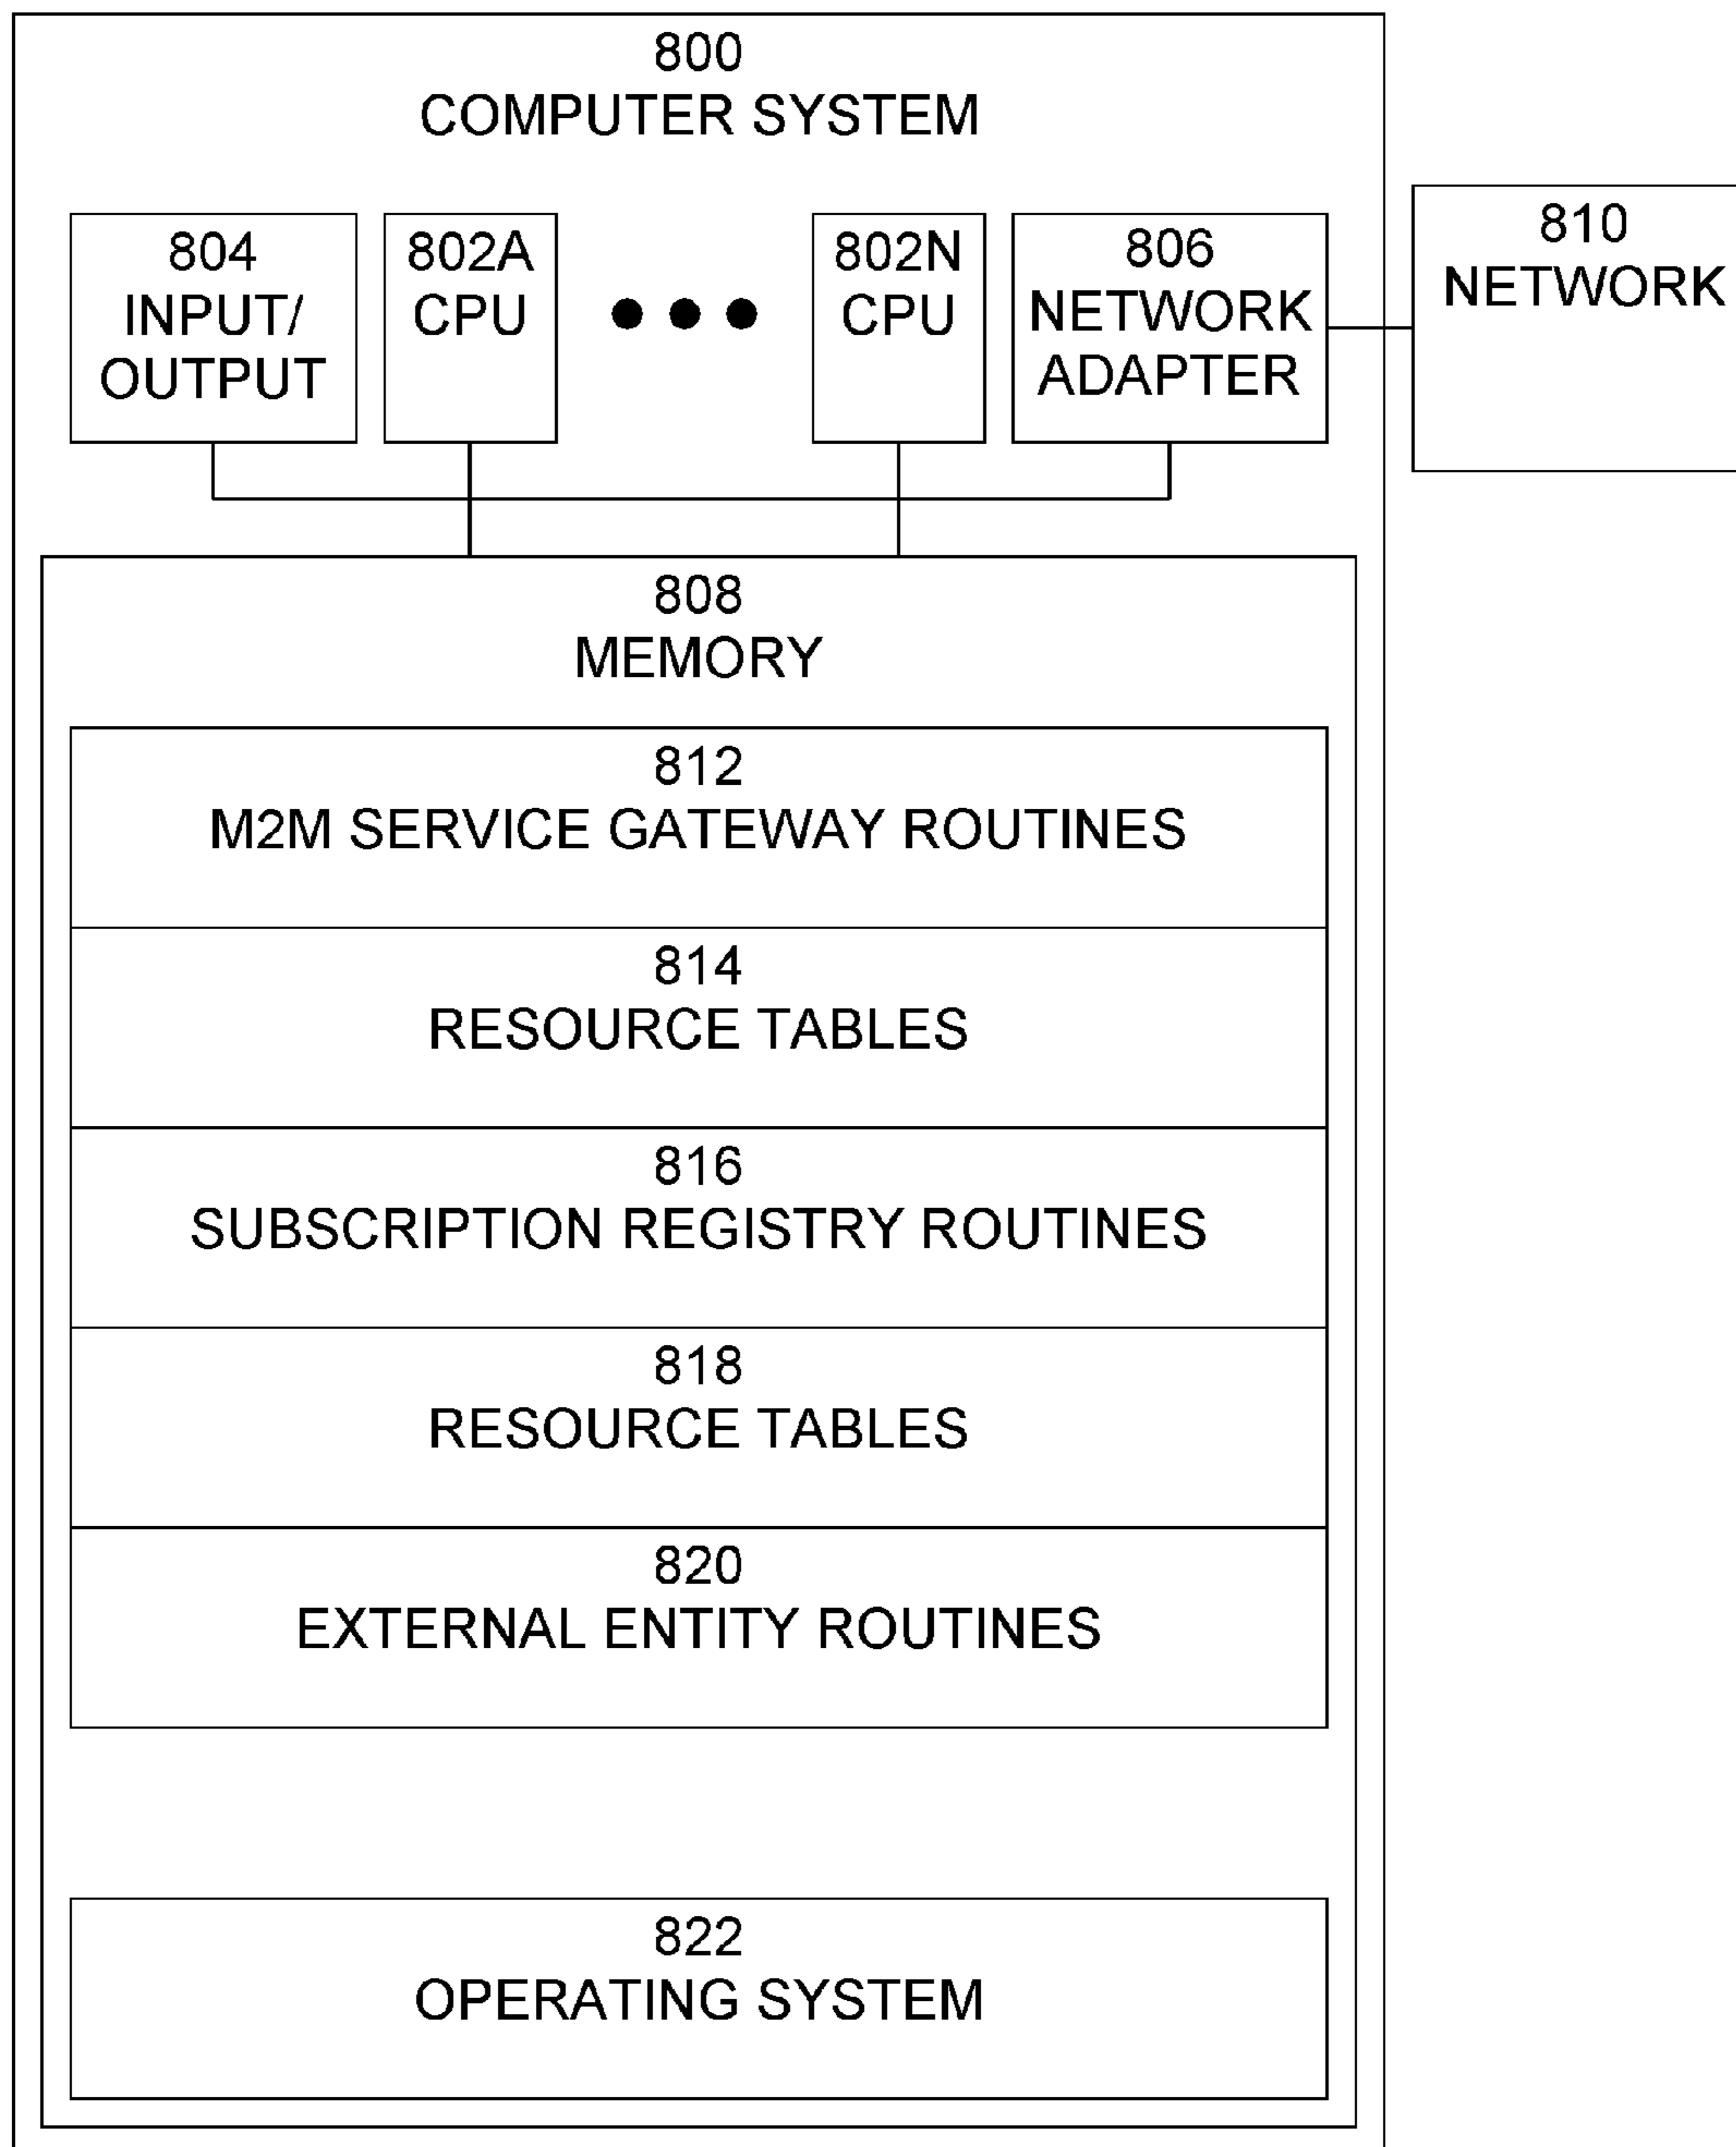 800
COMPUTER SYSTEM
804
INPUT/
OUTPUT
802A
CPU
802N
CPU
806
NETWORK
ADAPTER
810
NETWORK
808
MEMORY
812
M2M SERVICE GATEWAY ROUTINES
814
RESOURCE TABLES
816
SUBSCRIPTION REGISTRY ROUTINES
818
RESOURCE TABLES
820
EXTERNAL ENTITY ROUTINES
822
OPERATING SYSTEM